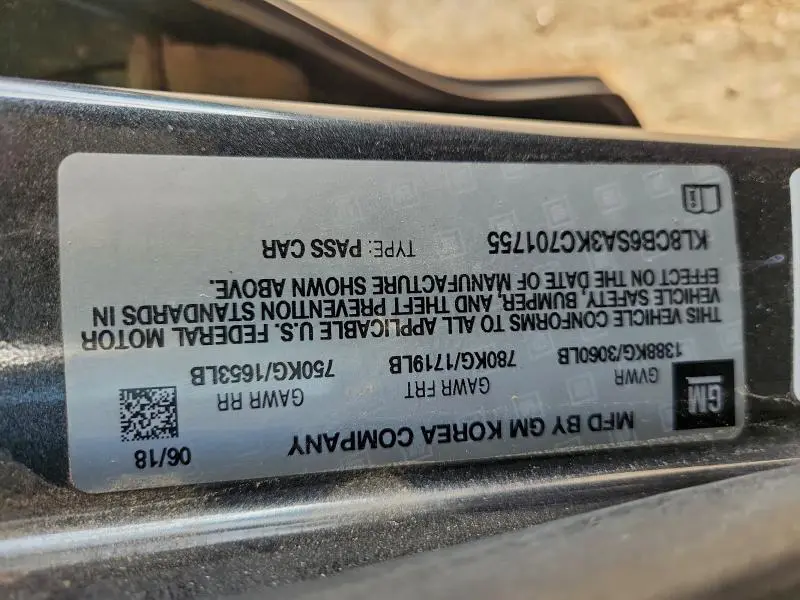 GM
MFD BY GM KOREA COMPANY
06/18
GVWR
GAWR FRT
GAWR RR
1388KG/3060LB
780KG/1719LB
750KG/1653LB
THIS VEHICLE CONFORMS TO ALL APPLICABLE U.S. FEDERAL MOTOR
VEHICLE SAFETY, BUMPER, AND THEFT PREVENTION STANDARDS IN
EFFECT ON THE DATE OF MANUFACTURE SHOWN ABOVE.
KL8CB6SA3KC701755
TYPE: PASS CAR